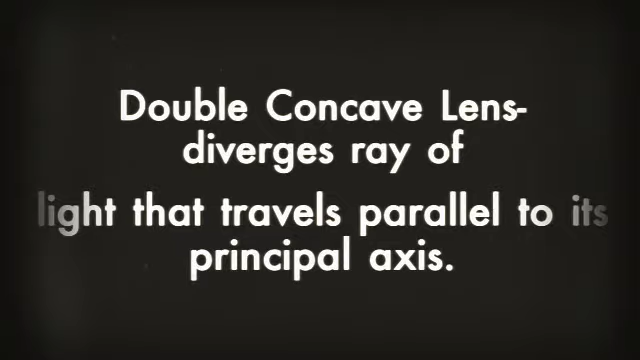 Double Concave Lens-
diverges ray of
light that travels parallel to its
principal axis.